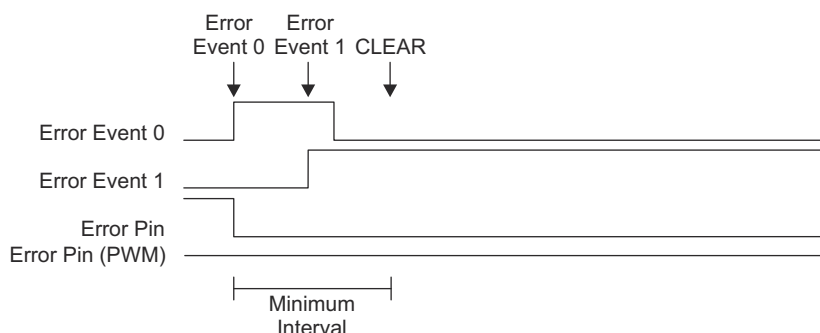 Error Event 0
Error Event 1
CLEAR
Error Event 0
Error Event 1
Error Pin
Error Pin (PWM)
Minimum
Interval